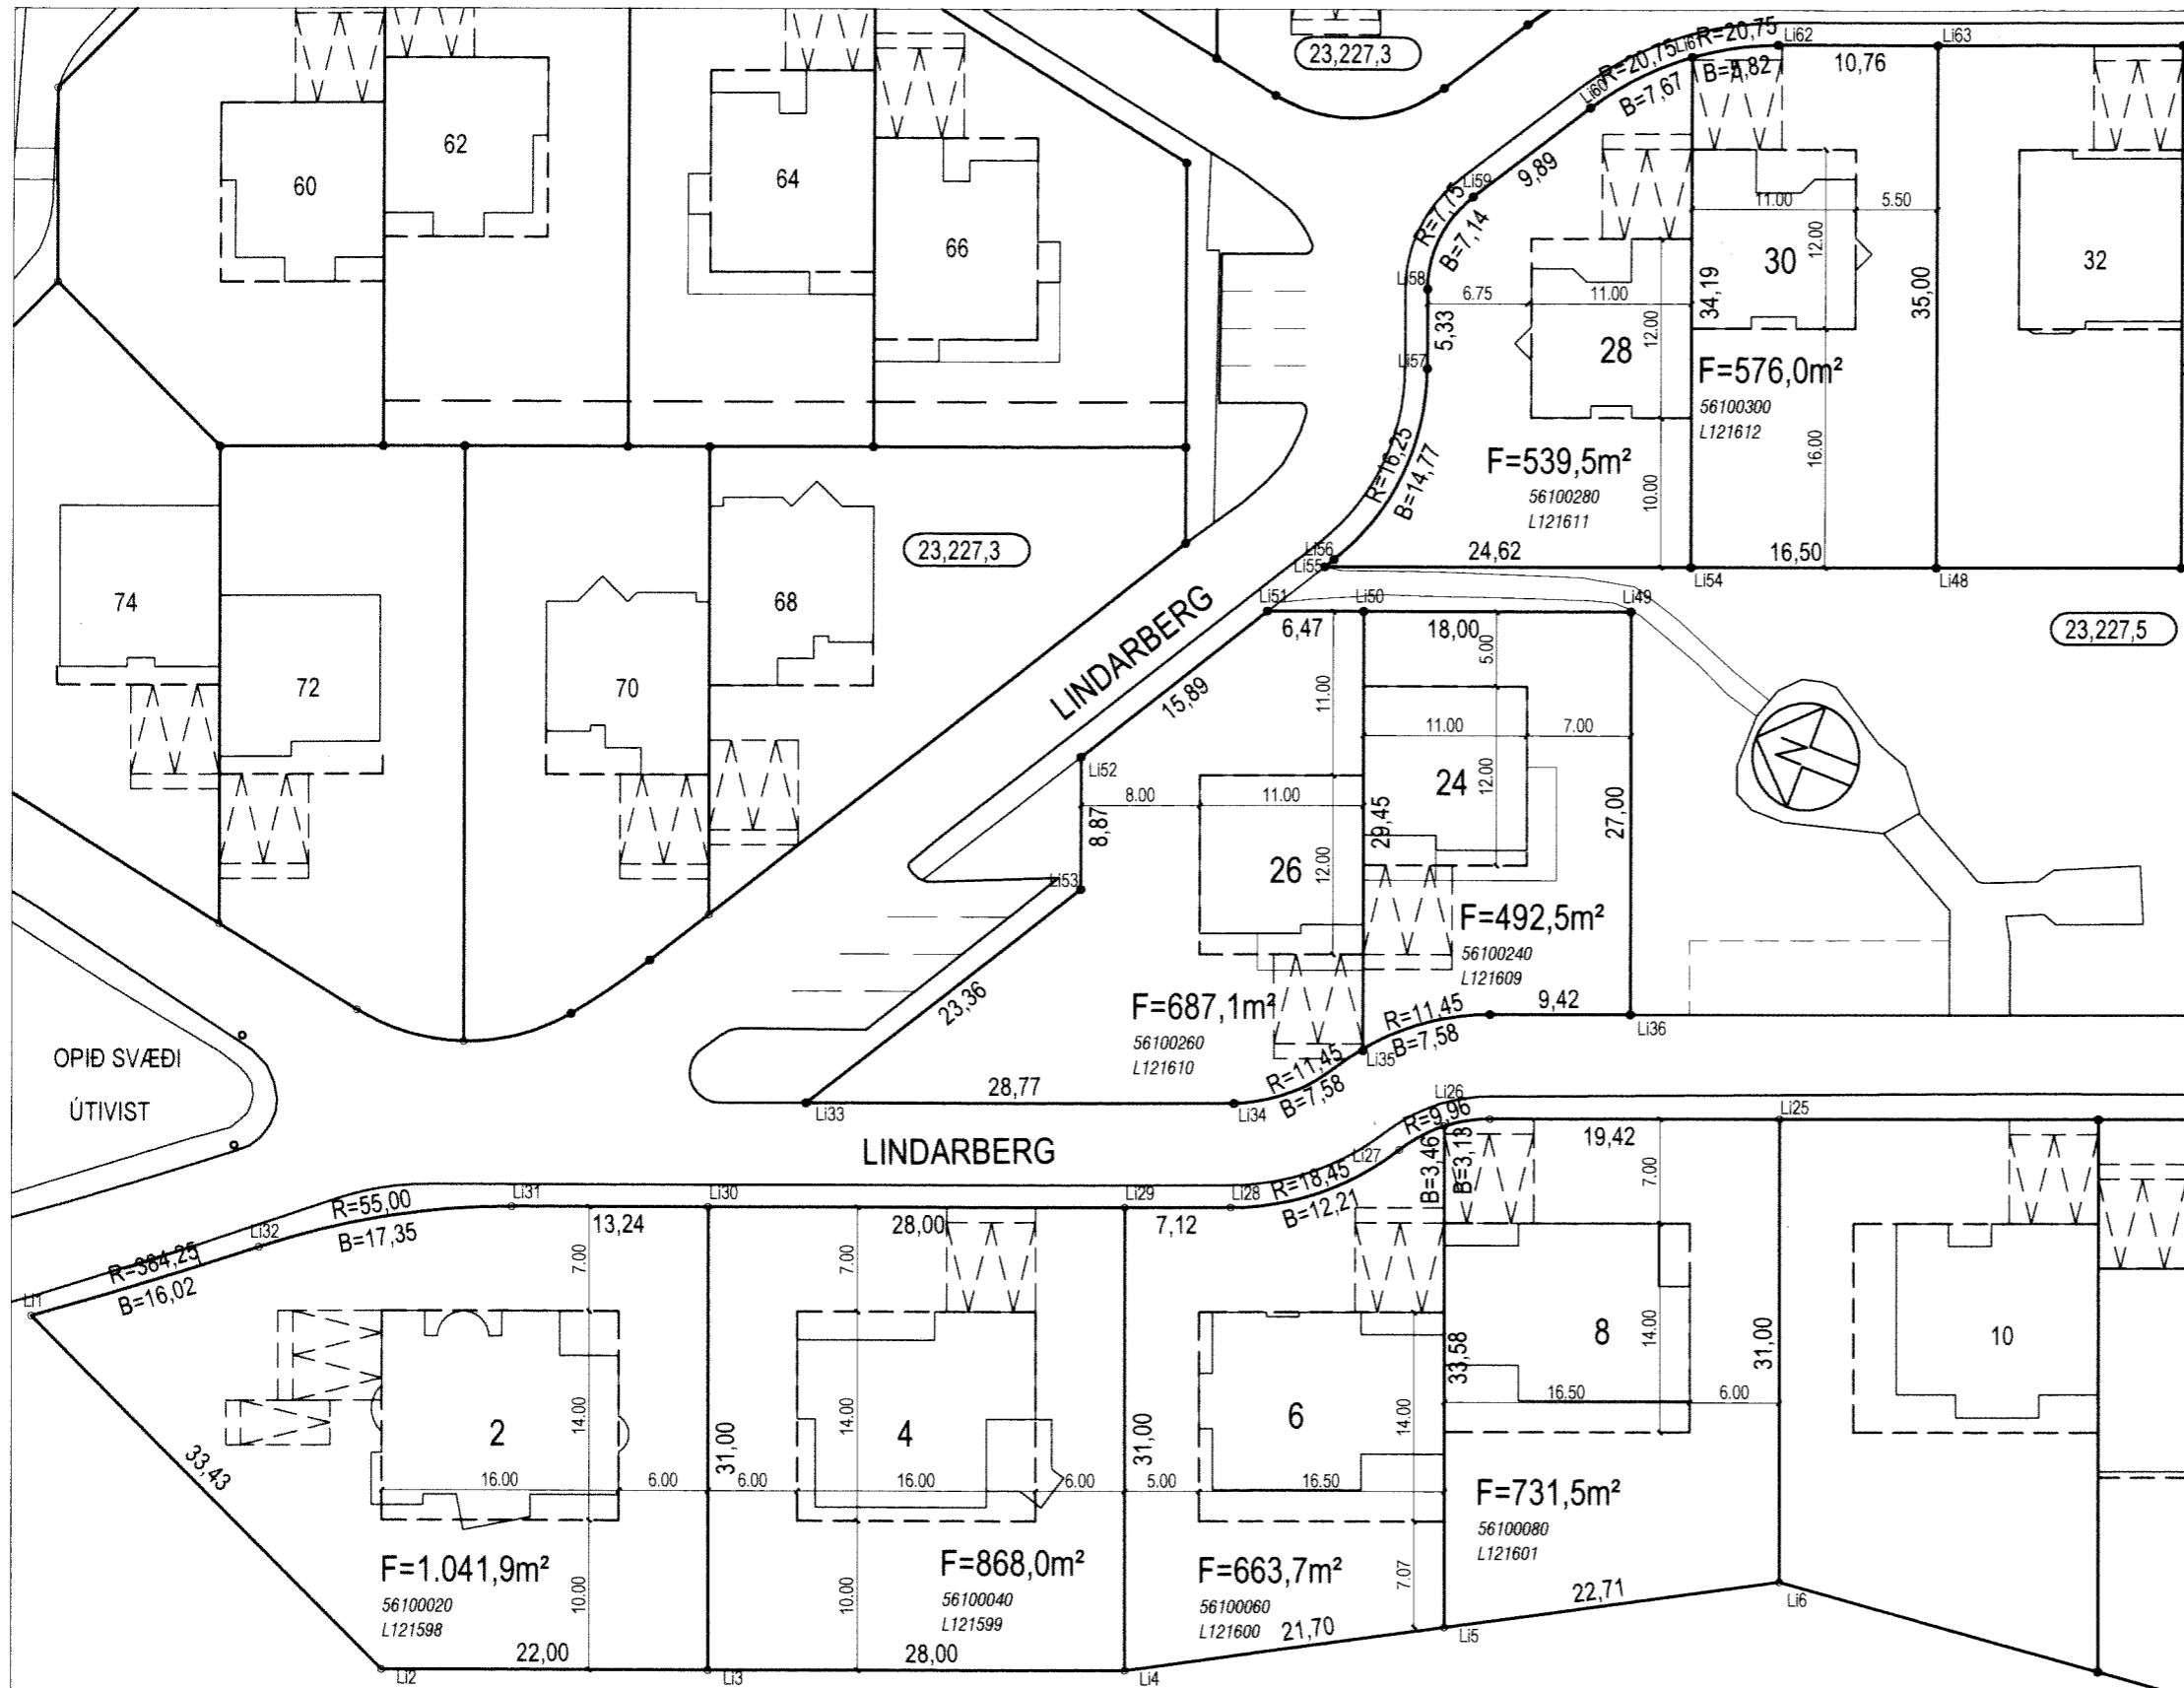 23,227,3
R=20,75
Li61
R=20,75
Li62
Li63
10,76
B=7,67
Li60
62
60
64
66
9,89
Li59
R=7,75
B=7,14
11.00
5.50
12.00
30
32
Li58
6.75
11.00
34,19
35,00
5,33
12.00
28
Li57
F=576,0m²
56100300
L121612
F=539,5m²
56100280
L121611
R=16,25
B=14,77
10.00
16.00
23,227,3
Li56
Li55
24,62
16,50
Li54
Li48
74
68
72
70
LINDARBERG
Li51
Li50
Li49
6,47
18,00
5.00
23,227,5
15,89
11.00
11.00
7.00
Li52
N
8.00
11.00
24
12.00
8,87
29,45
27,00
26
12.00
Li53
F=492,5m²
56100240
L121609
23,36
F=687,1m²
56100260
L121610
R=11,45
B=7,58
9,42
Li36
Li35
R=11,45
B=7,58
OPIÐ SVÆÐI
ÚTIVIST
28,77
Li33
Li34
LINDARBERG
Li26
Li25
R=9,96
19,42
Li27
B=3,46
B=3,13
7.00
R=18,45
B=12,21
Li31
Li30
Li29
Li28
R=55,00
B=17,35
13,24
28,00
7,12
Li32
R=384,25
B=16,02
7.00
7.00
Li1
8
14.00
10
33,58
31,00
16.50
6.00
2
14.00
4
14.00
6
14.00
33,43
31,00
31,00
16.00
6.00
6.00
16.00
6.00
5.00
16.50
F=731,5m²
56100080
L121601
F=1.041,9m²
56100020
L121598
10.00
F=868,0m²
56100040
L121599
10.00
F=663,7m²
56100060
L121600
7.07
22,71
Li6
21,70
Li5
22,00
28,00
Li2
Li3
Li4